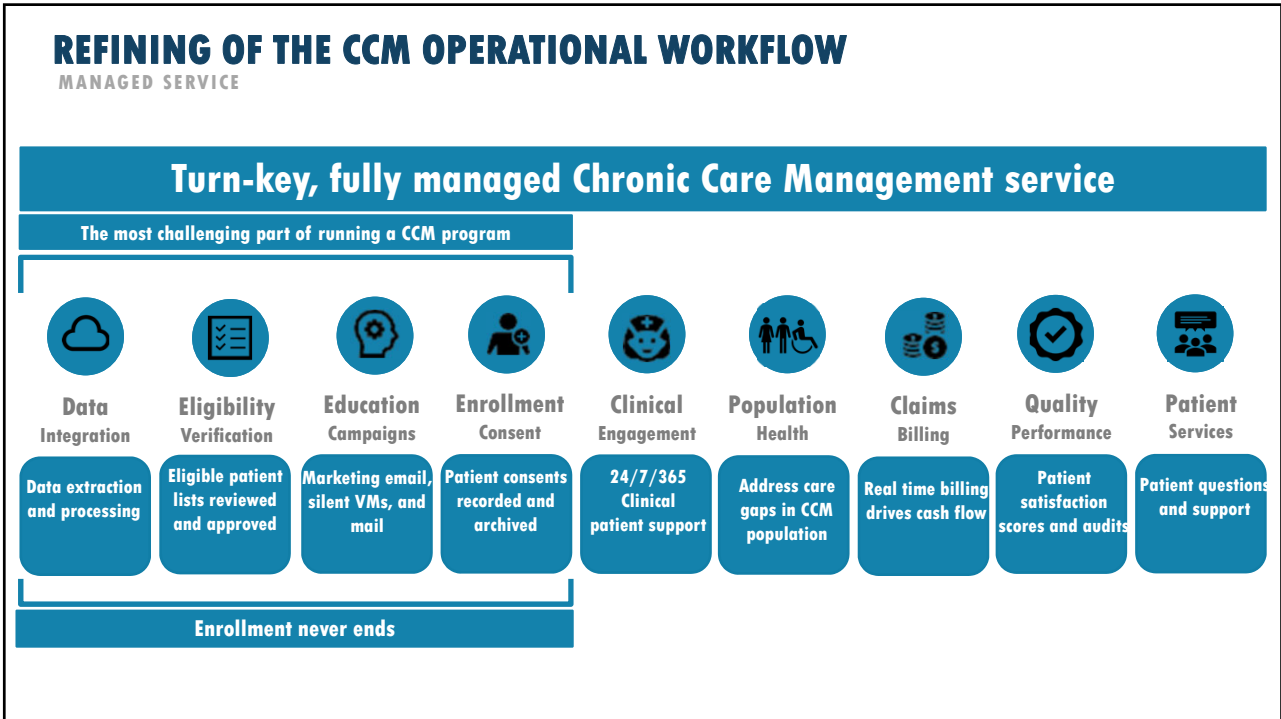 REFINING OF THE CCM OPERATIONAL WORKFLOW
MANAGED SERVICE
Turn-key, fully managed Chronic Care Management service
The most challenging part of running a CCM program
Data
Integration
Data extraction
and processing
Eligibility
Verification
Eligible patient
lists reviewed
and approved
Education
Campaigns
Marketing email,
silent VMs, and
mail
Enrollment
Consent
Patient consents
recorded and
archived
Clinical
Engagement
24/7/365
Clinical
patient support
Population
Health
Address care
gaps in CCM
population
Claims
Billing
Real time billing
drives cash flow
Quality
Performance
Patient
satisfaction
scores and audits
Patient
Services
Patient questions
and support
Enrollment never ends